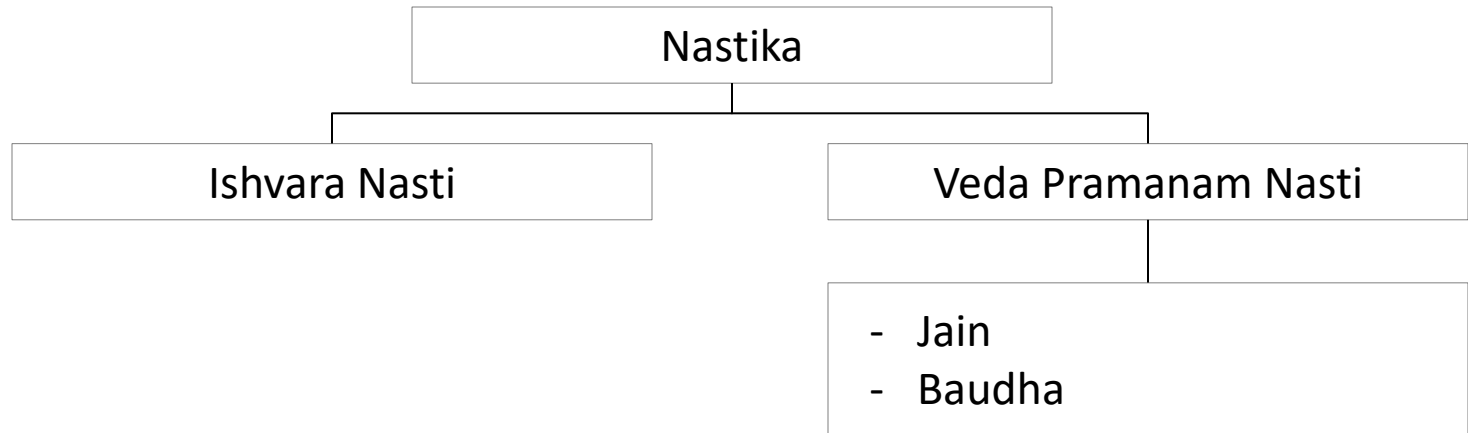 Nastika
Ishvara Nasti
Veda Pramanam Nasti
- Jain
- Baudha